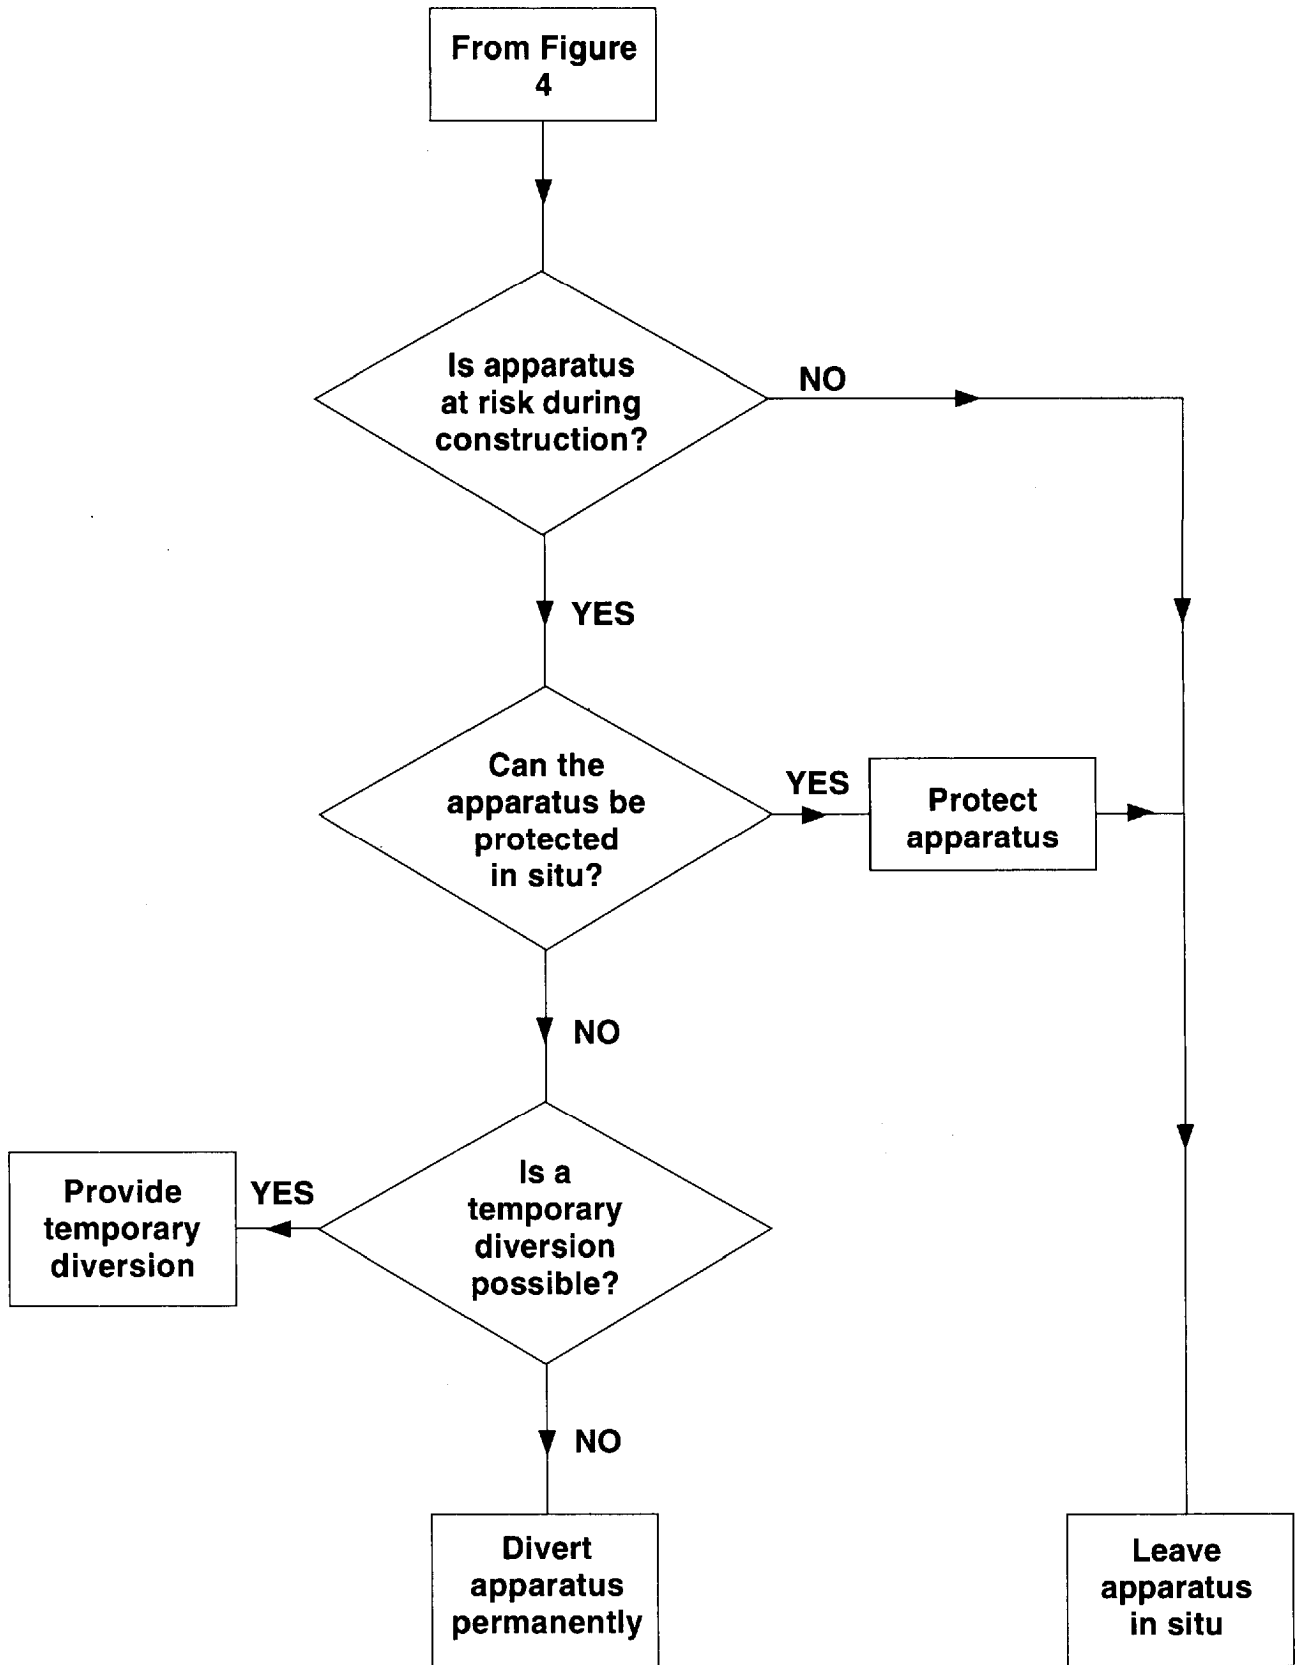 From Figure
4
Is apparatus
at risk during
construction?
NO
YES
Can the
apparatus be
protected
in situ?
YES
Protect
apparatus
NO
Is a
temporary
diversion
possible?
YES
Provide
temporary
diversion
NO
Divert
apparatus
permanently
Leave
apparatus
in situ